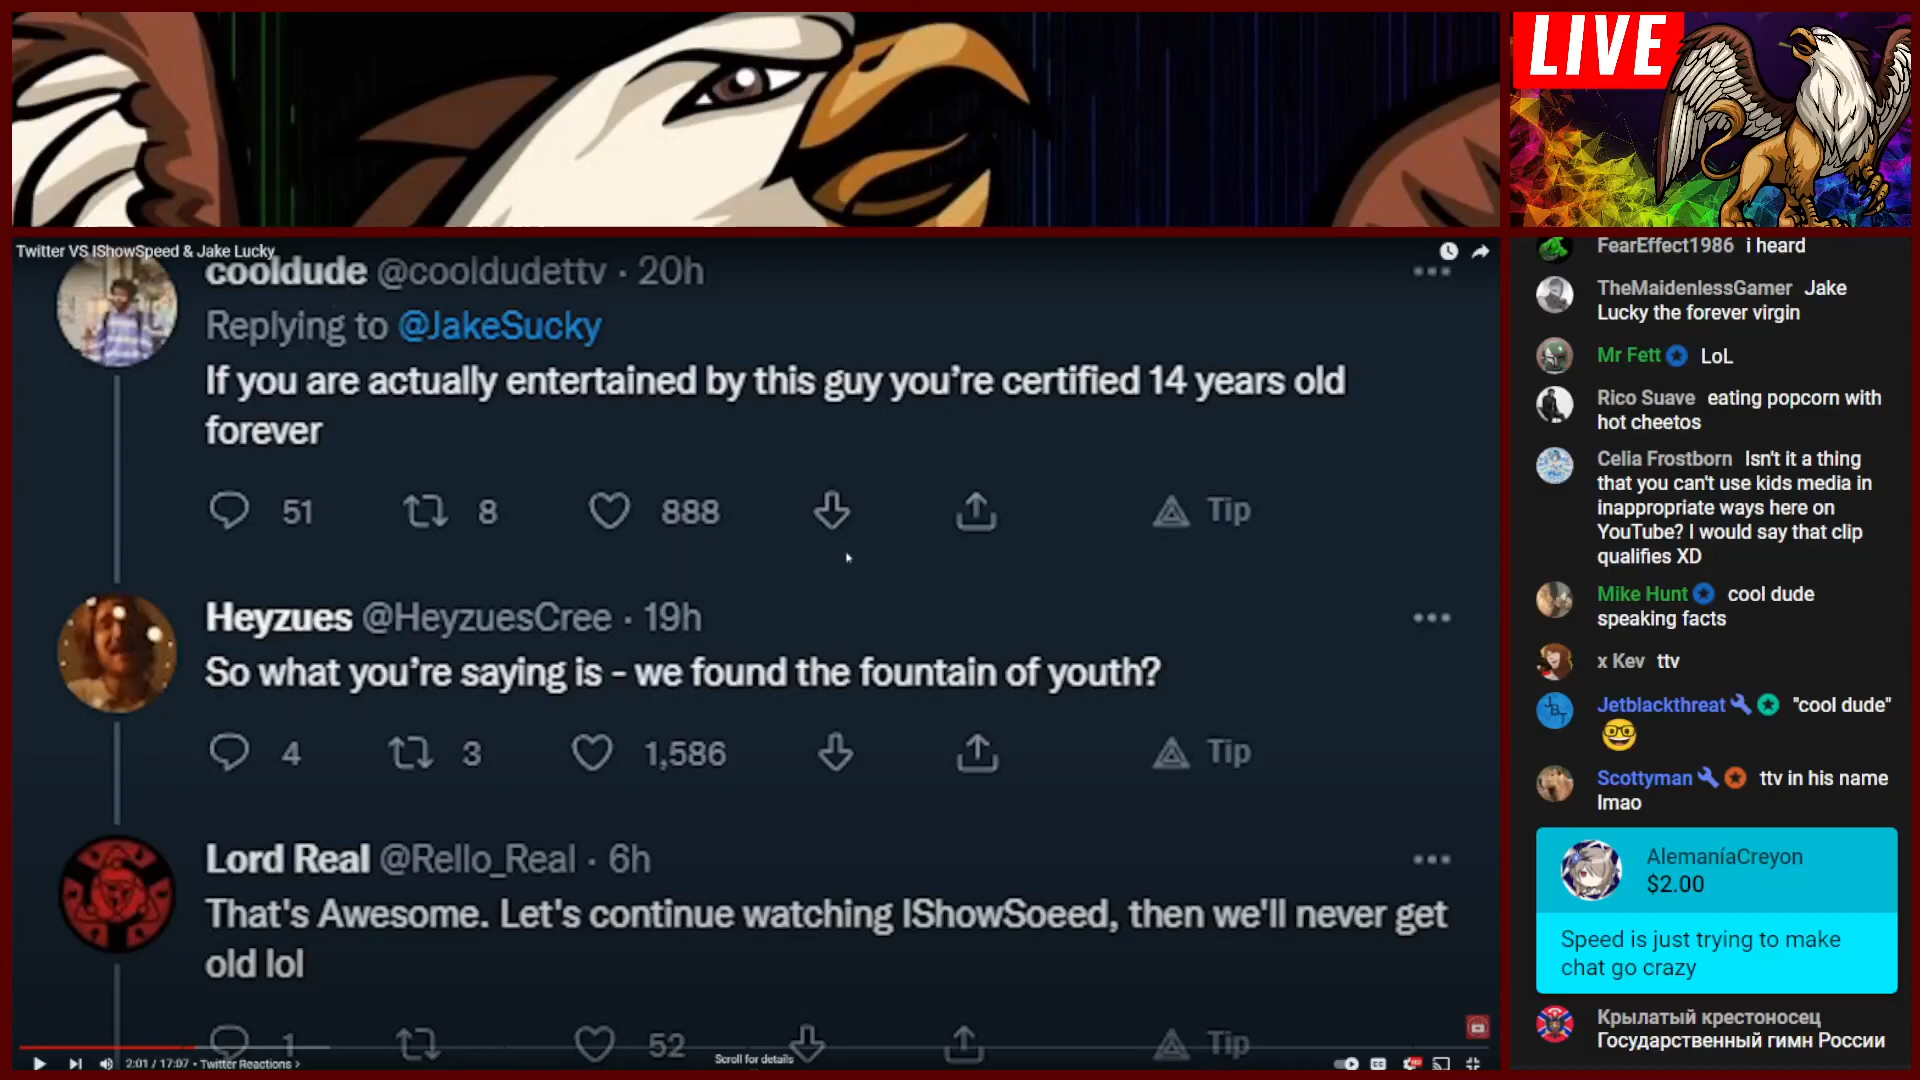 LIVE
Twitter VS IShowSpeed & Jake Lucky
cooldude @cooldudettv · 20h
Replying to @JakeSucky
If you are actually entertained by this guy you're certified 14 years old
forever
51 8 888 Tip
Heyzues @HeyzuesCree · 19h
So what you're saying is - we found the fountain of youth?
4 3 1,586 Tip
Lord Real @Rello_Real · 6h
That's Awesome. Let's continue watching IShowSoeed, then we'll never get
old lol
1 52 Tip
Scroll for details
2:01 / 17:07 • Twitter Reactions >
FearEffect1986 i heard
TheMaidenlessGamer Jake
Lucky the forever virgin
Mr Fett LoL
Rico Suave eating popcorn with
hot cheetos
Celia Frostborn Isn't it a thing
that you can't use kids media in
inappropriate ways here on
YouTube? I would say that clip
qualifies XD
Mike Hunt cool dude
speaking facts
x Kev ttv
JBT
Jetblackthreat "cool dude"
🤓
Scottyman ttv in his name
lmao
AlemaníaCreyon
$2.00
Speed is just trying to make
chat go crazy
Крылатый крестоносец
Государственный гимн России